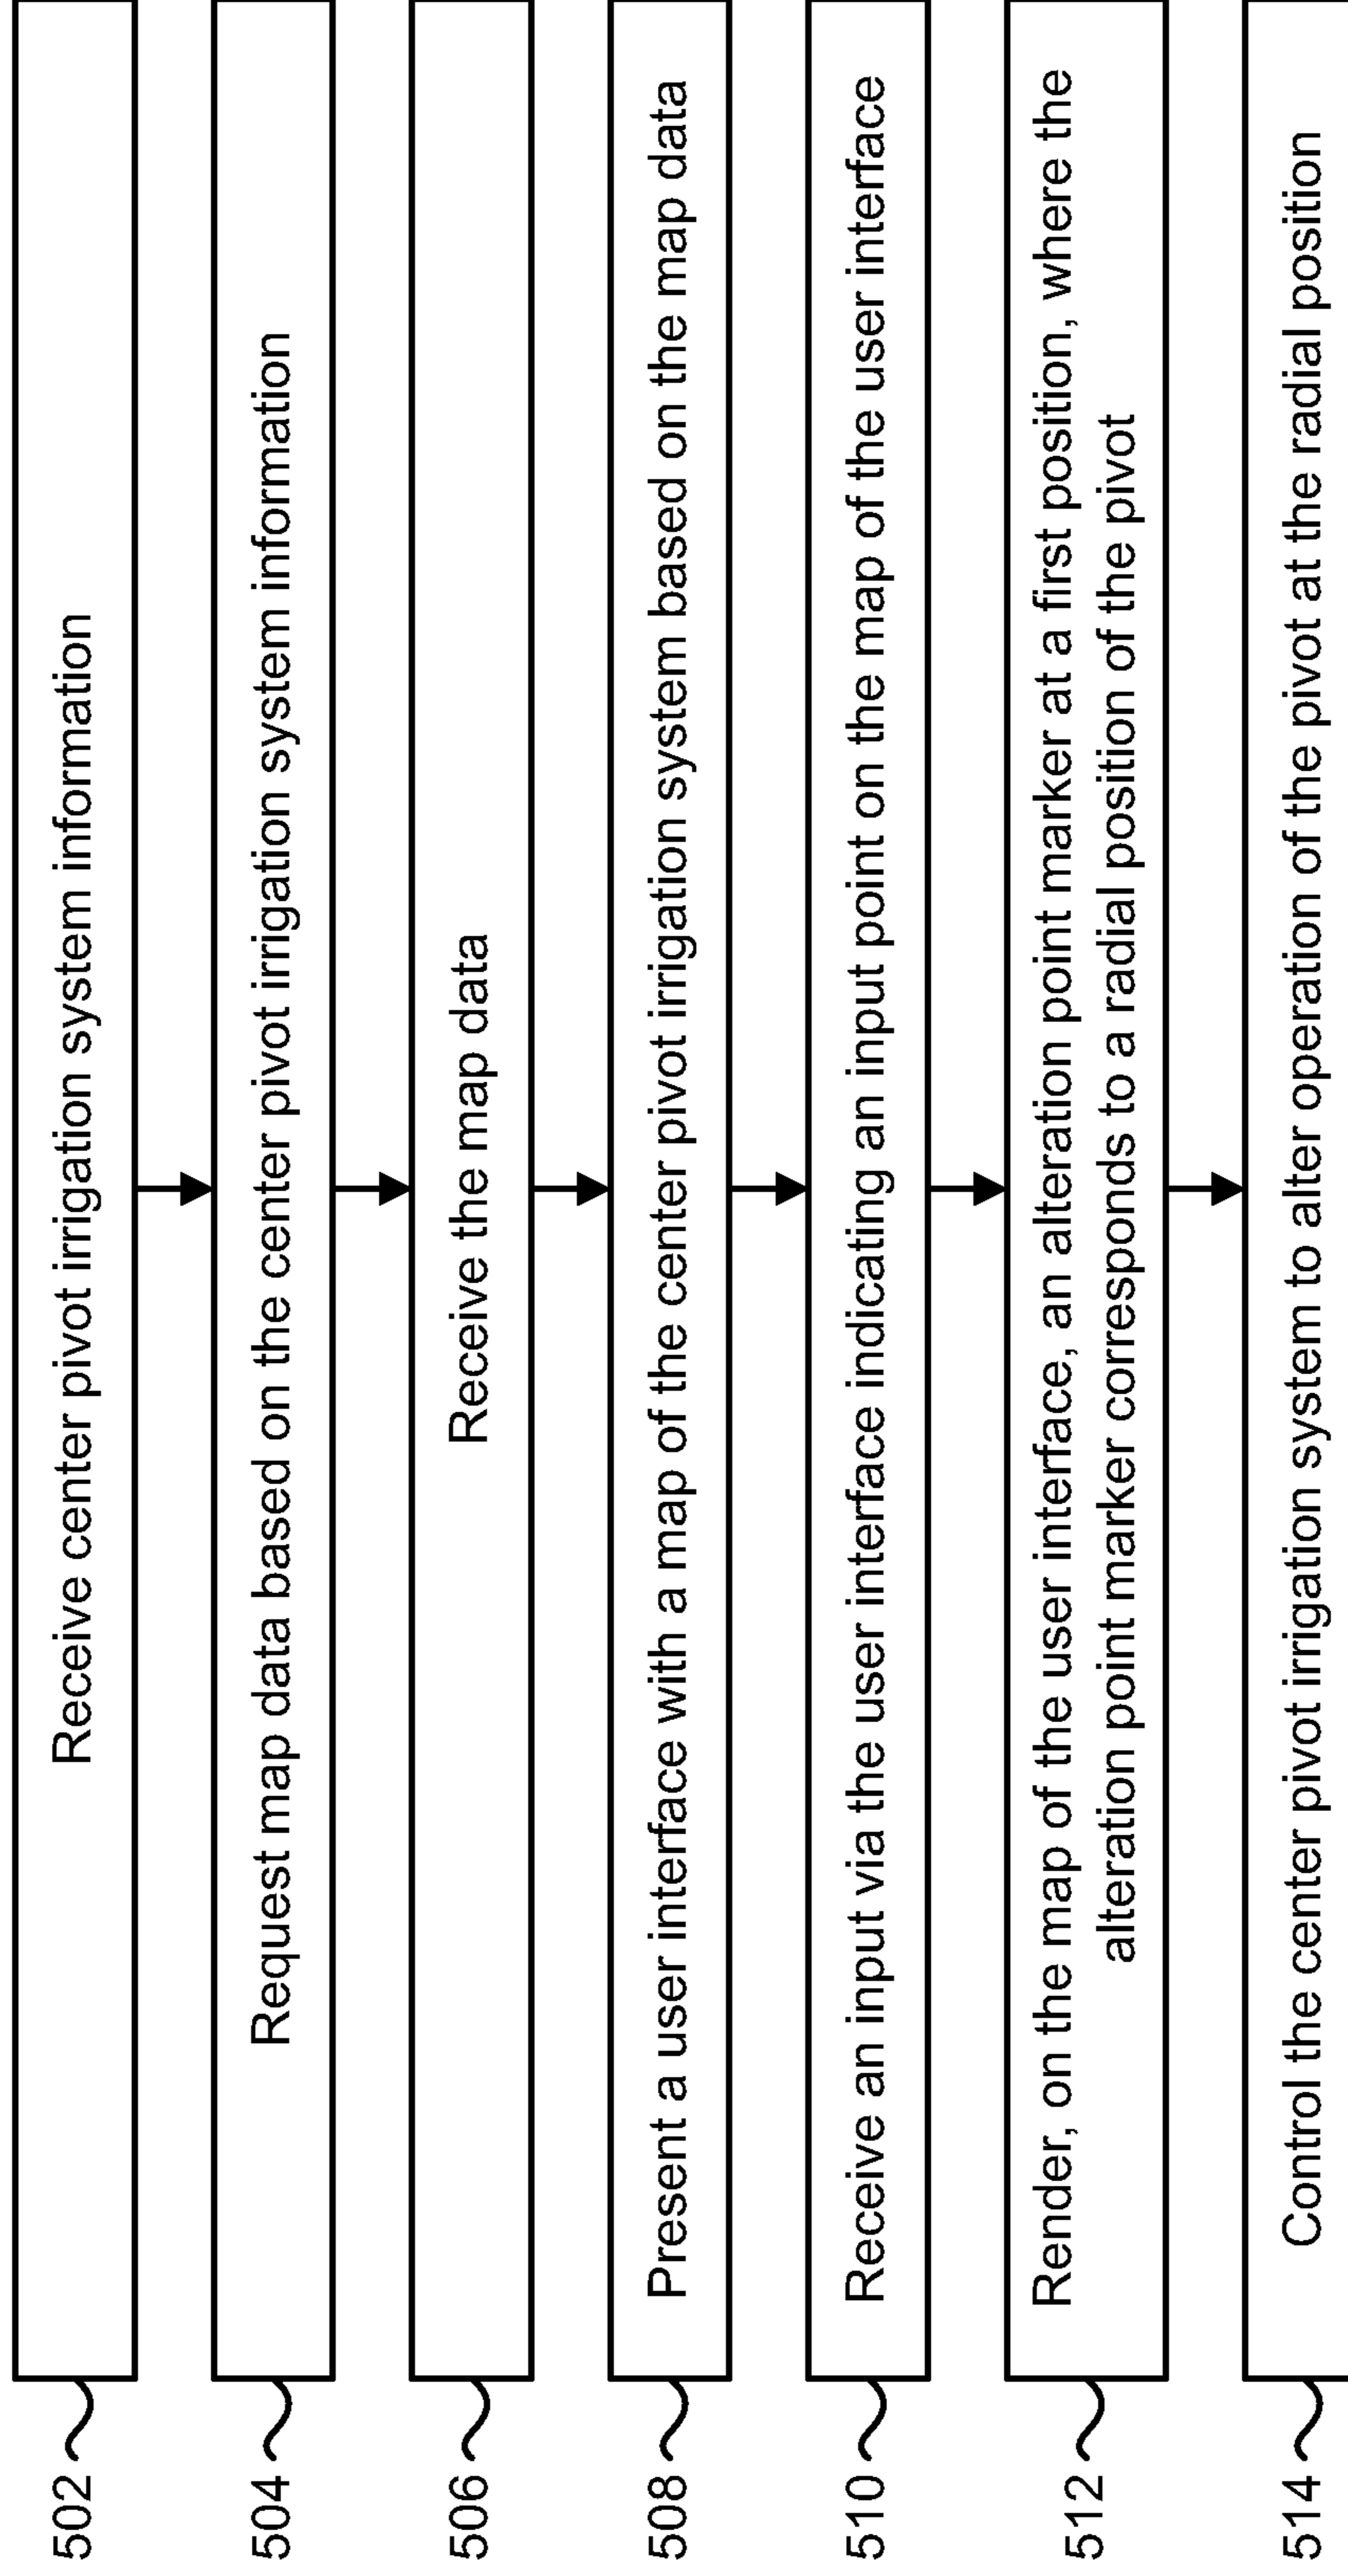 502
Receive center pivot irrigation system information
504
Request map data based on the center pivot irrigation system information
506
Receive the map data
508
Present a user interface with a map of the center pivot irrigation system based on the map data
510
Receive an input via the user interface indicating an input point on the map of the user interface
512
Render, on the map of the user interface, an alteration point marker at a first position, where the
alteration point marker corresponds to a radial position of the pivot
514
Control the center pivot irrigation system to alter operation of the pivot at the radial position